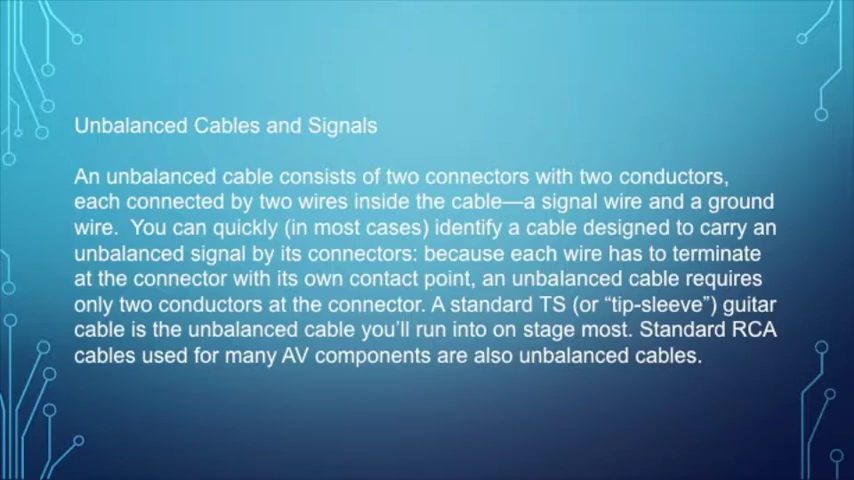 Unbalanced Cables and Signals
An unbalanced cable consists of two connectors with two conductors,
each connected by two wires inside the cable—a signal wire and a ground
wire.  You can quickly (in most cases) identify a cable designed to carry an
unbalanced signal by its connectors: because each wire has to terminate
at the connector with its own contact point, an unbalanced cable requires
only two conductors at the connector. A standard TS (or “tip-sleeve”) guitar
cable is the unbalanced cable you’ll run into on stage most. Standard RCA
cables used for many AV components are also unbalanced cables.